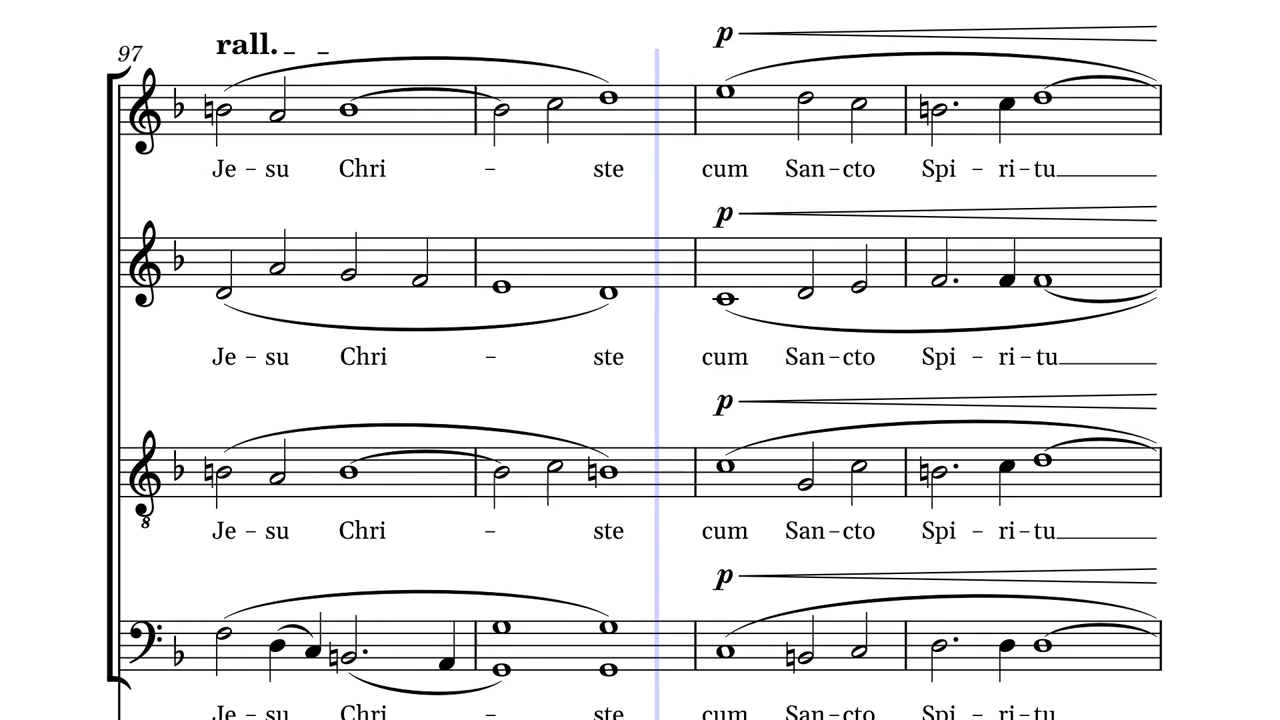 rall.
97
p
Je - su Chri - ste cum San - cto Spi - ri - tu
p
Je - su Chri - ste cum San - cto Spi - ri - tu
p
8
Je - su Chri - ste cum San - cto Spi - ri - tu
p
Je - su Chri - ste cum San - cto Spi - ri - tu